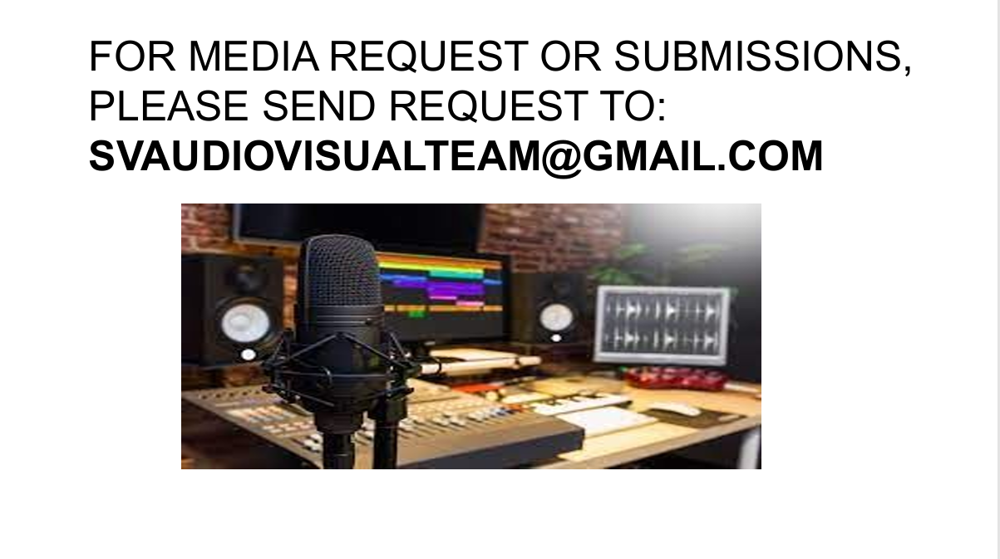 FOR MEDIA REQUEST OR SUBMISSIONS,
PLEASE SEND REQUEST TO:
SVAUDIOVISUALTEAM@GMAIL.COM